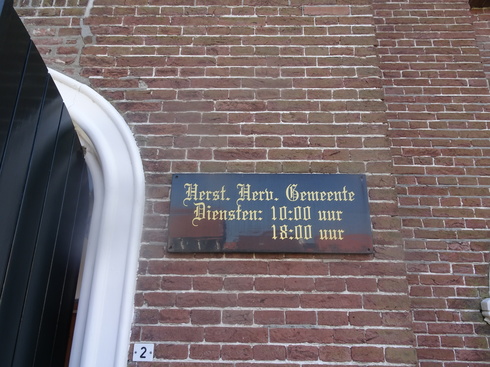 Herst. Herv. Gemeente
Diensten: 10:00 uur
18:00 uur
2